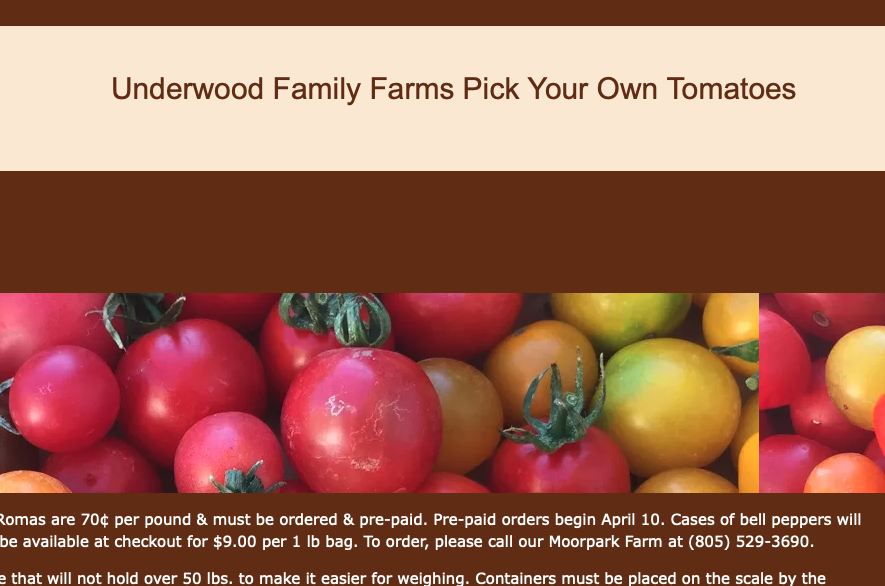 Underwood Family Farms Pick Your Own Tomatoes
Romas are 70¢ per pound & must be ordered & pre-paid. Pre-paid orders begin April 10. Cases of bell peppers will
be available at checkout for $9.00 per 1 lb bag. To order, please call our Moorpark Farm at (805) 529-3690.
that will not hold over 50 lbs. to make it easier for weighing. Containers must be placed on the scale by the